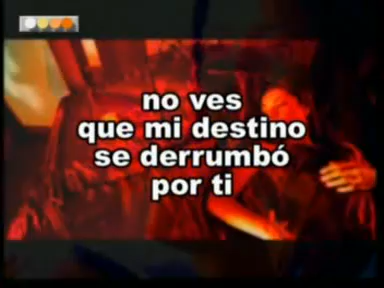 no ves
que mi destino
se derrumbó
por ti